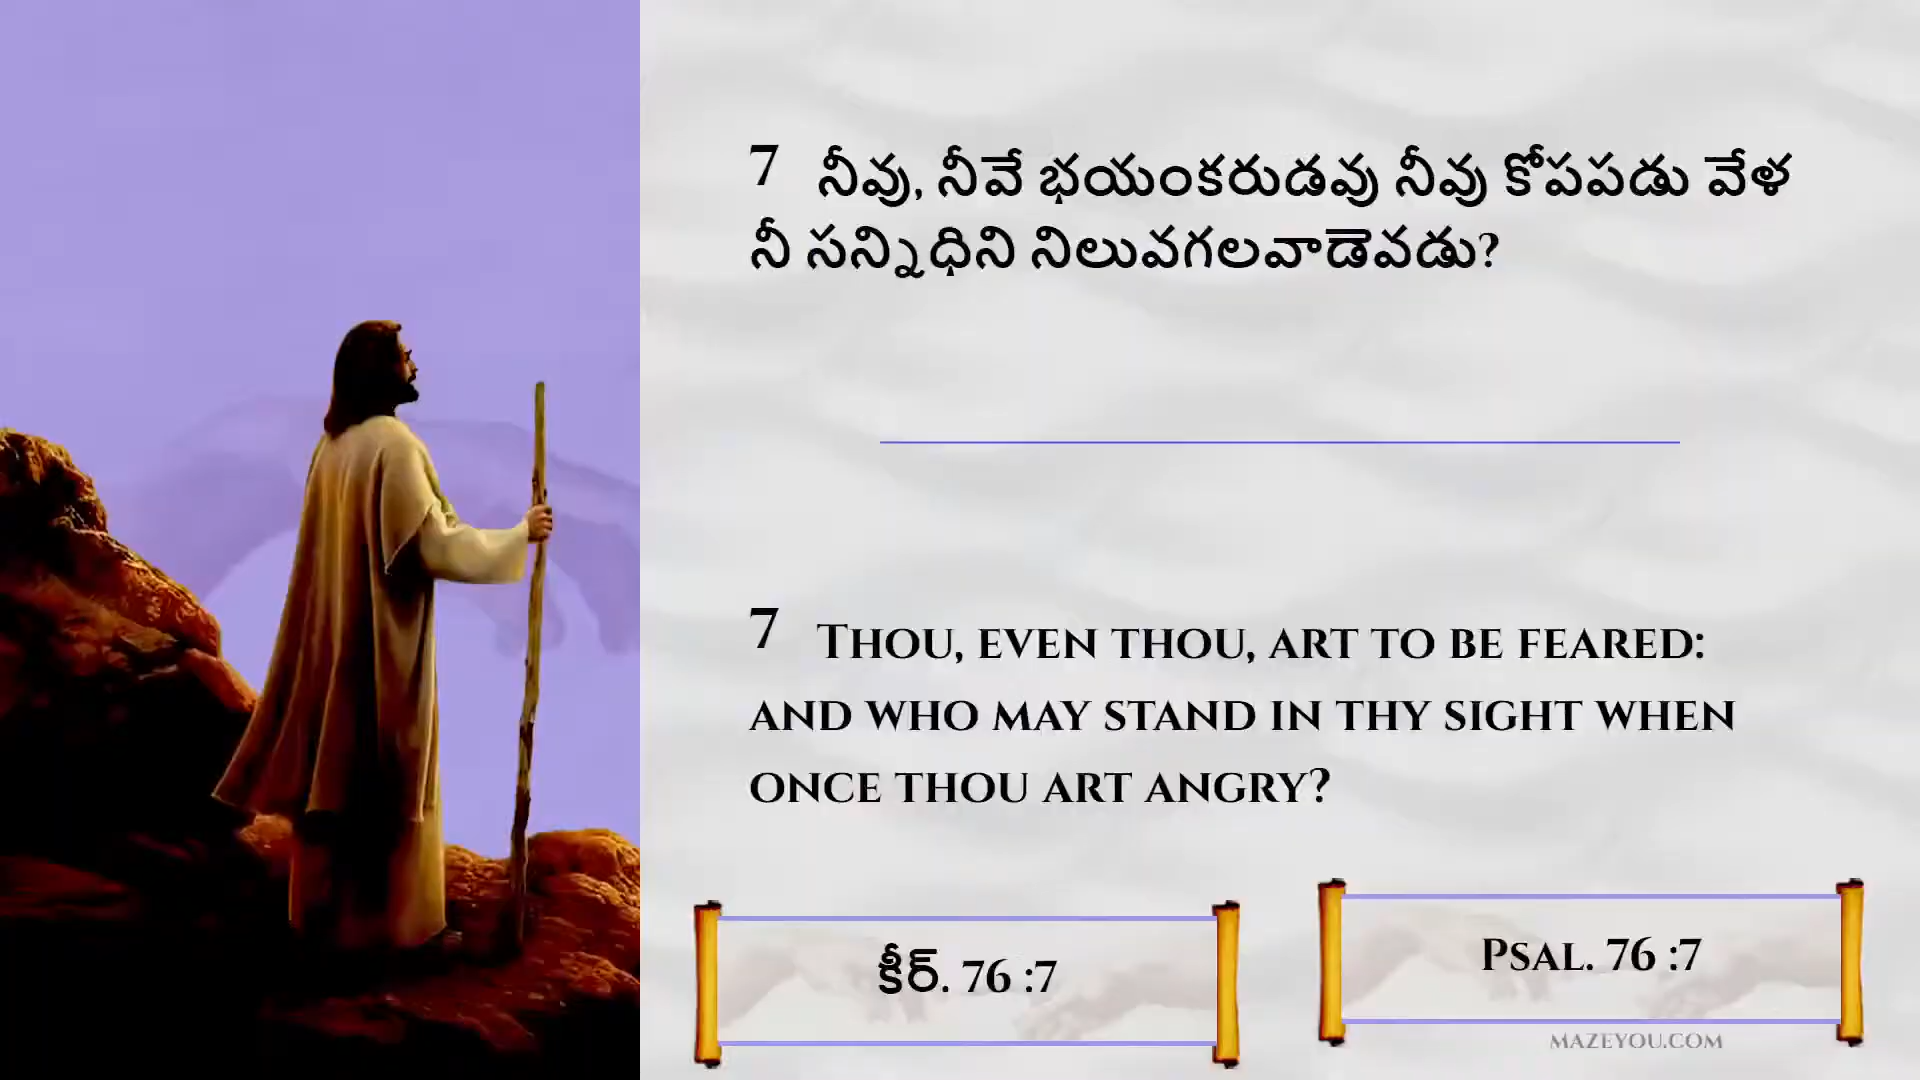 7 నీవు, నీవే భయంకరుడవు నీవు కోపపడు వేళ
నీ సన్నిధిని నిలువగలవాడెవడు?
7 Thou, even thou, art to be feared:
and who may stand in thy sight when
once thou art angry?
కీర్. 76 :7
Psal. 76 :7
MAZEYOU.COM